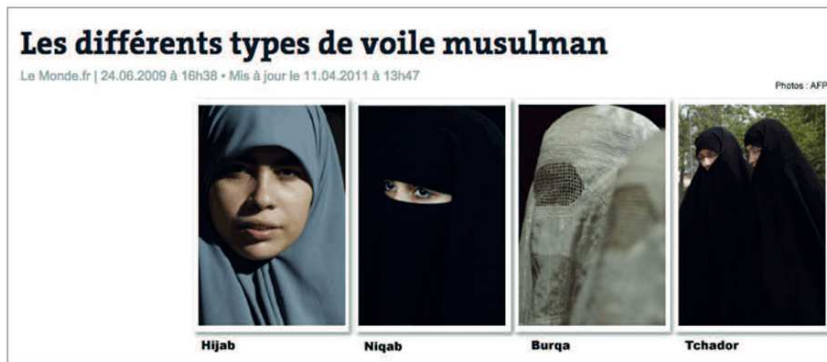 Les différents types de voile musulman
Le Monde.fr | 24.06.2009 à 16h38 • Mis à jour le 11.04.2011 à 13h47
Photos : AFP
Hijab Niqab Burqa Tchador